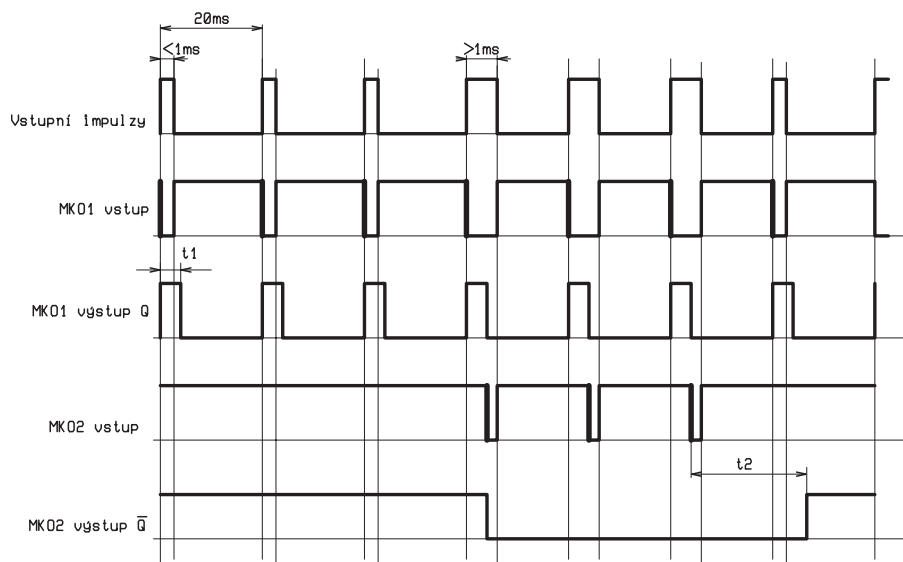 20ms
<1ms
>1ms
Vstupní impulzy
MKO1 vstup
t1
MKO1 výstup Q
MKO2 vstup
t2
MKO2 výstup Q̅